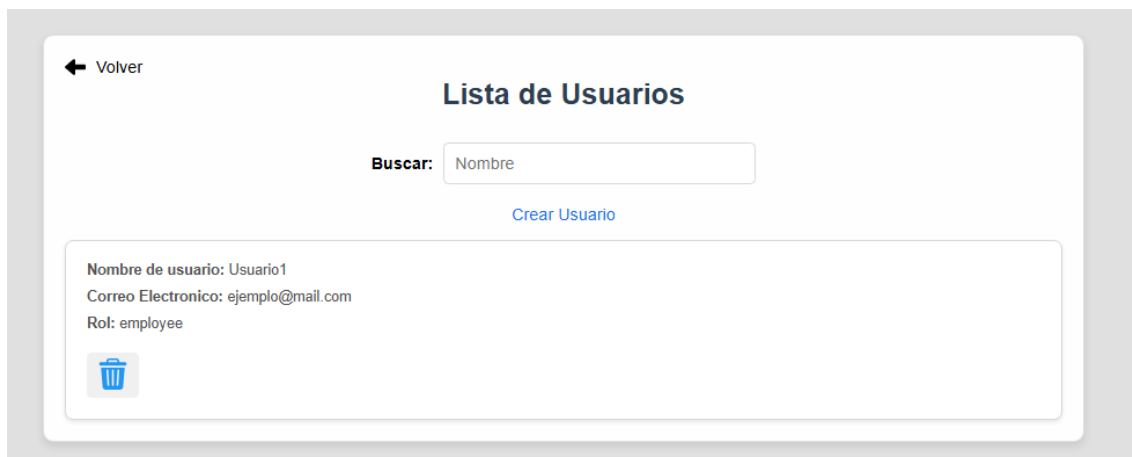 Volver
Lista de Usuarios
Buscar: Nombre
Crear Usuario
Nombre de usuario: Usuario1
Correo Electronico: ejemplo@mail.com
Rol: employee